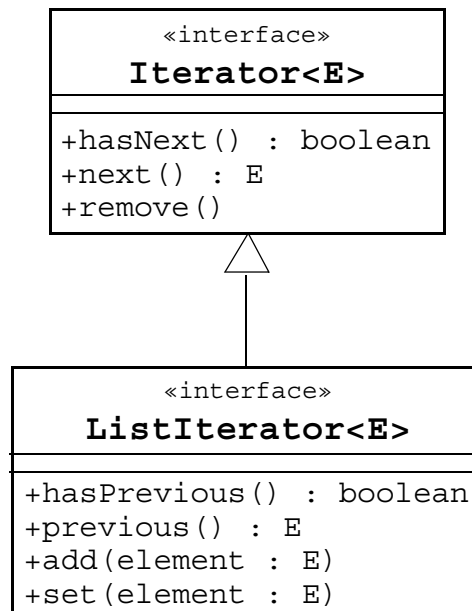 «interface»
Iterator<E>
+hasNext() : boolean
+next() : E
+remove()
«interface»
ListIterator<E>
+hasPrevious() : boolean
+previous() : E
+add(element : E)
+set(element : E)